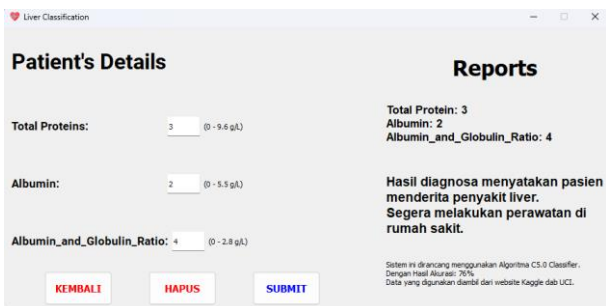 Liver Classification
Patient's Details
Total Proteins: 3 (0 - 9.6 g/L)
Albumin: 2 (0 - 5.5 g/L)
Albumin_and_Globulin_Ratio: 4 (0 - 2.8 g/L)
KEMBALI HAPUS SUBMIT
Reports
Total Protein: 3
Albumin: 2
Albumin_and_Globulin_Ratio: 4
Hasil diagnosa menyatakan pasien
menderita penyakit liver.
Segera melakukan perawatan di
rumah sakit.
Sistem ini dirancang menggunakan Algoritma C5.0 Classifier.
Dengan Hasil Akurasi: 76%
Data yang digunakan diambil dari website Kaggle dab UCI.